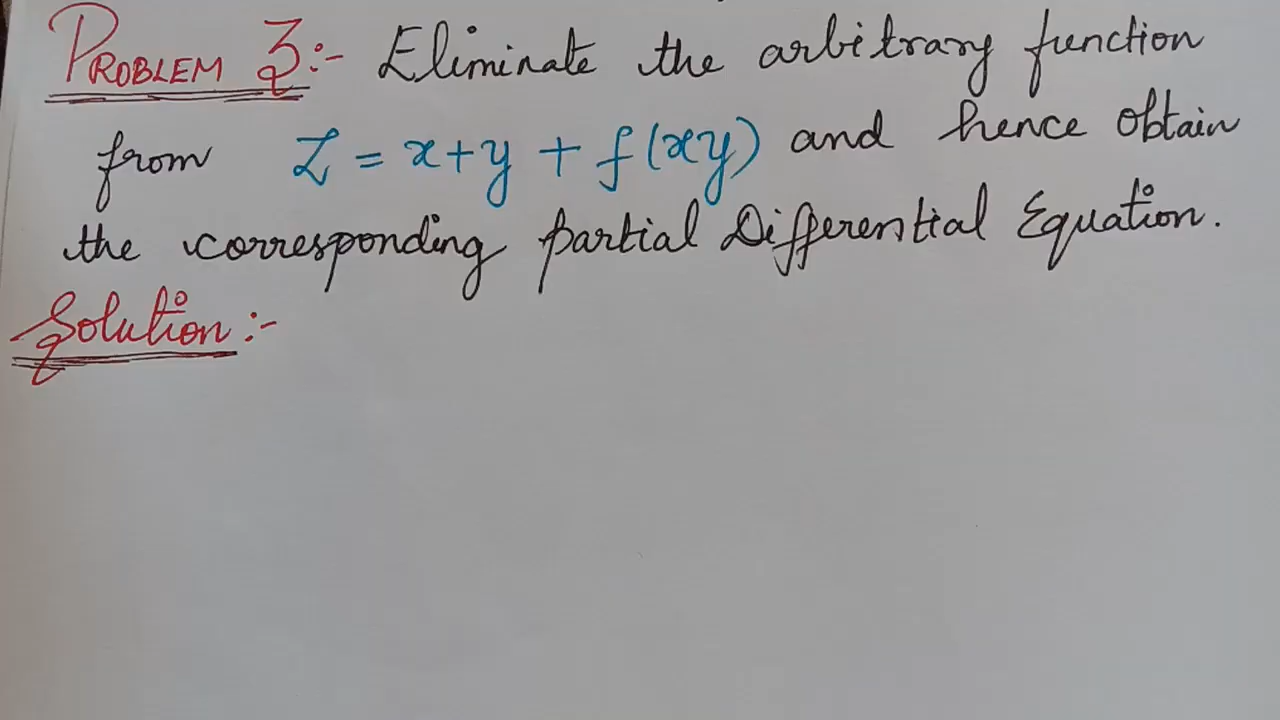 PROBLEM 3:- Eliminate the arbitrary function
from Z = x+y + f(xy) and hence obtain
the corresponding partial Differential Equation.
Solution:-